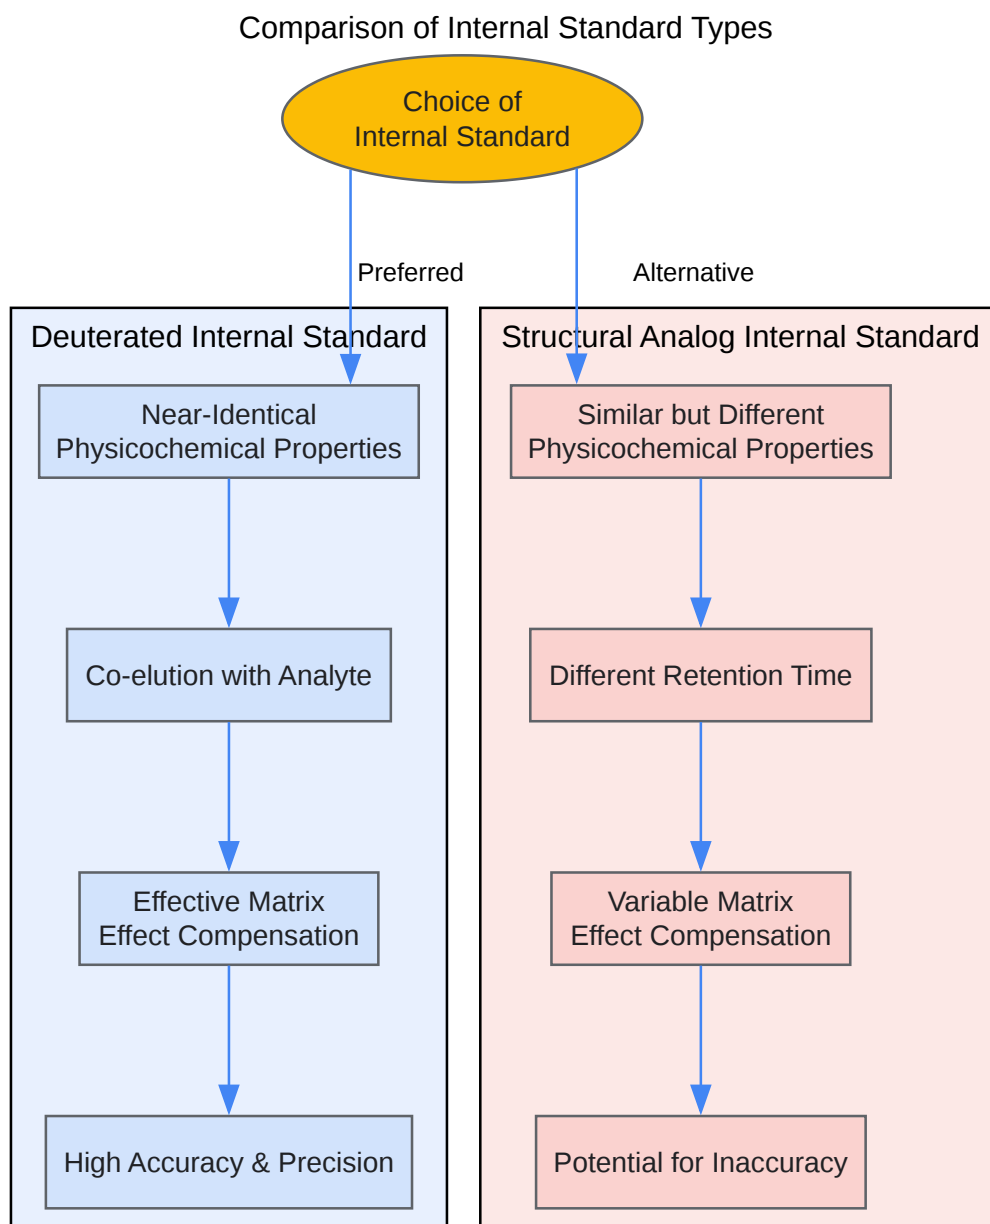 Comparison of Internal Standard Types
Choice of
Internal Standard
Preferred
Alternative
Deuterated Internal Standard
Near-Identical
Physicochemical Properties
Co-elution with Analyte
Effective Matrix
Effect Compensation
High Accuracy & Precision
Structural Analog Internal Standard
Similar but Different
Physicochemical Properties
Different Retention Time
Variable Matrix
Effect Compensation
Potential for Inaccuracy